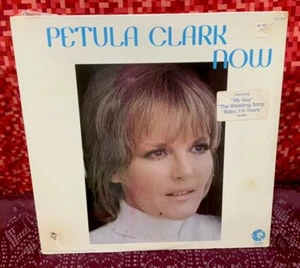 PETULA CLARK
NOW
featuring
"My Guy"
"The Wedding Song"
"Baby, I'm Yours"